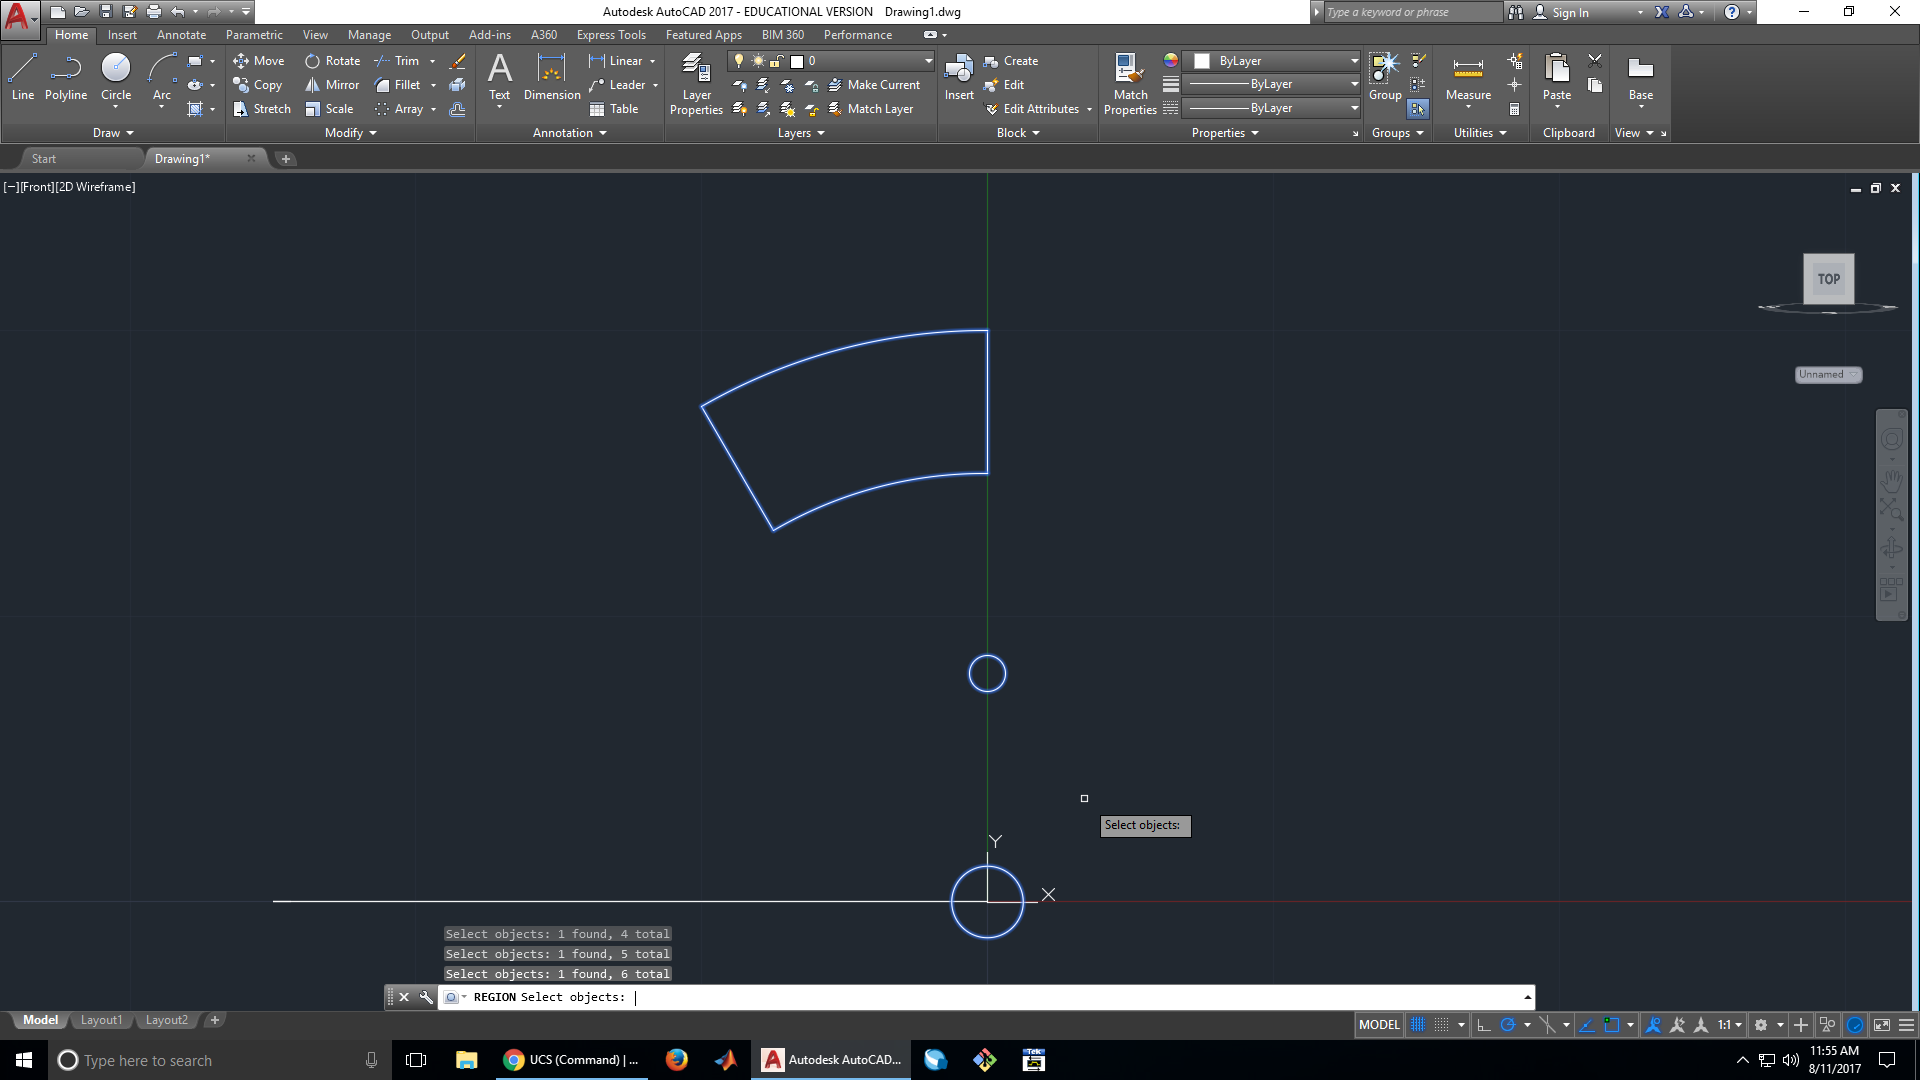 Autodesk AutoCAD 2017 - EDUCATIONAL VERSION Drawing1.dwg
Type a keyword or phrase
Sign In
Home Insert Annotate Parametric View Manage Output Add-ins A360 Express Tools Featured Apps BIM 360 Performance
Line Polyline Circle Arc
Move Rotate Trim
Copy Mirror Fillet
Stretch Scale Array
Text Dimension
Linear
Leader
Table
Layer Properties
0
Make Current
Match Layer
Insert
Create
Edit
Edit Attributes
Match Properties
ByLayer
ByLayer
ByLayer
Group
Measure
Paste
Base
Draw Modify Annotation Layers Block Properties Groups Utilities Clipboard View
Start Drawing1*
[−][Front][2D Wireframe]
TOP
Unnamed
Select objects:
Y
X
Select objects: 1 found, 4 total
Select objects: 1 found, 5 total
Select objects: 1 found, 6 total
REGION Select objects:
Model Layout1 Layout2
MODEL
1:1
Type here to search
UCS (Command) | ...
Autodesk AutoCAD...
Tek
11:55 AM
8/11/2017